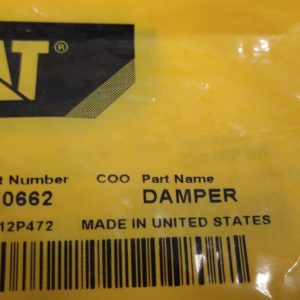 AT®
t Number COO Part Name
0662 DAMPER
12P472 MADE IN UNITED STATES